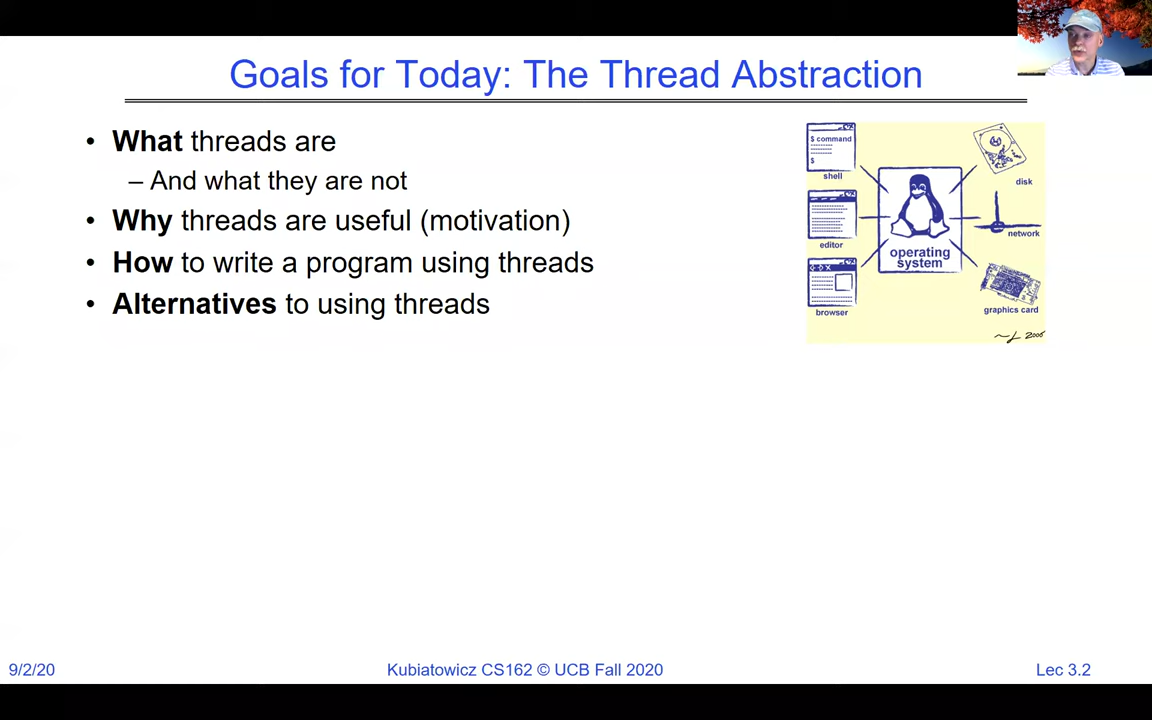 Goals for Today: The Thread Abstraction
• What threads are
– And what they are not
• Why threads are useful (motivation)
• How to write a program using threads
• Alternatives to using threads
$ command
$
shell
editor
browser
operating
system
disk
network
graphics card
2006
9/2/20
Kubiatowicz CS162 © UCB Fall 2020
Lec 3.2